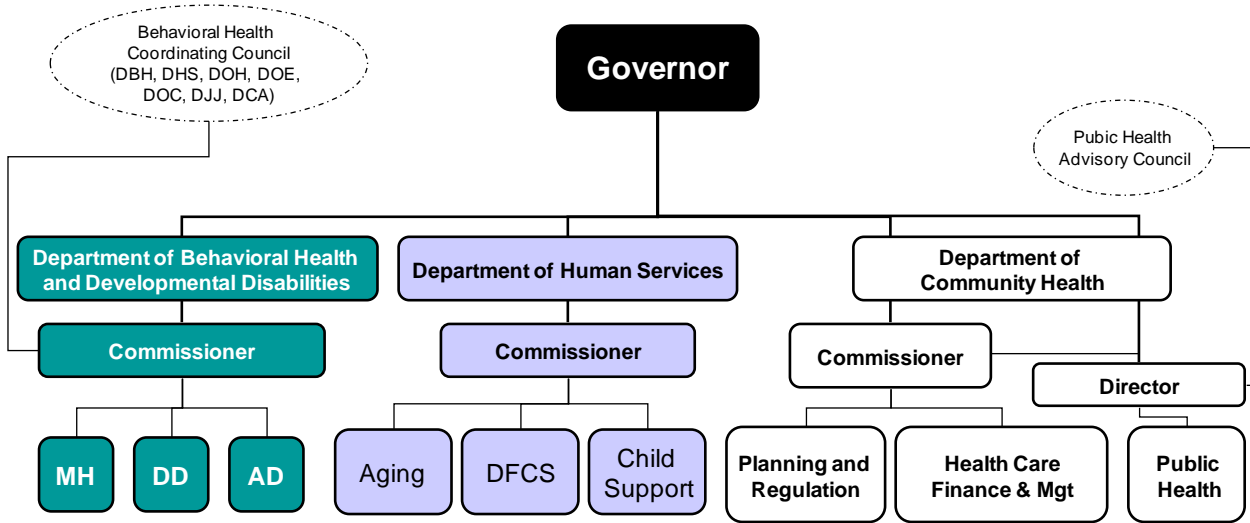 Behavioral Health
Coordinating Council
(DBH, DHS, DOH, DOE,
DOC, DJJ, DCA)
Governor
Pubic Health
Advisory Council
Department of Behavioral Health
and Developmental Disabilities
Department of Human Services
Department of
Community Health
Commissioner
Commissioner
Commissioner
Director
MH
DD
AD
Aging
DFCS
Child
Support
Planning and
Regulation
Health Care
Finance & Mgt
Public
Health